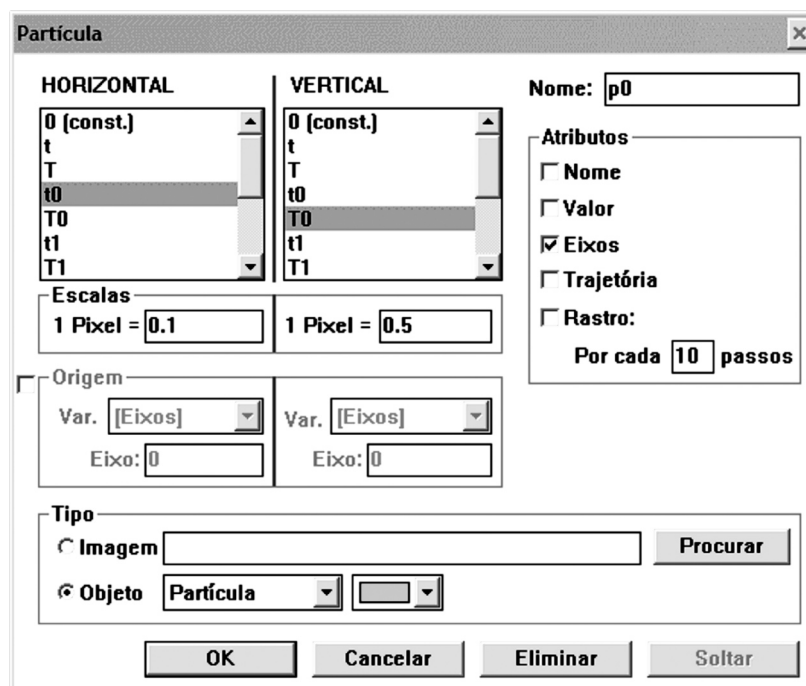 Partícula
HORIZONTAL
0 (const.)
t
T
t0
T0
t1
T1
VERTICAL
0 (const.)
t
T
t0
T0
t1
T1
Nome: p0
Atributos
Nome
Valor
Eixos
Trajetória
Rastro:
Por cada 10 passos
Escalas
1 Pixel = 0.1
1 Pixel = 0.5
Origem
Var. [Eixos]
Eixo: 0
Var. [Eixos]
Eixo: 0
Tipo
Imagem
Procurar
Objeto Partícula
OK Cancelar Eliminar Soltar